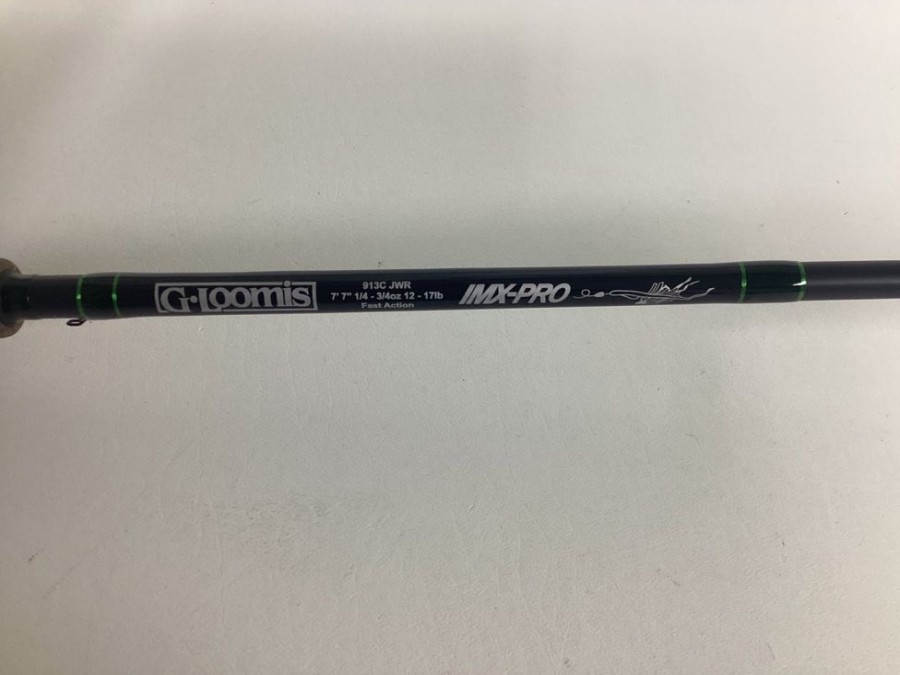 G·Loomis
913C JWR
7' 7" 1/4 - 3/4oz 12 - 17lb
Fast Action
IMX-PRO